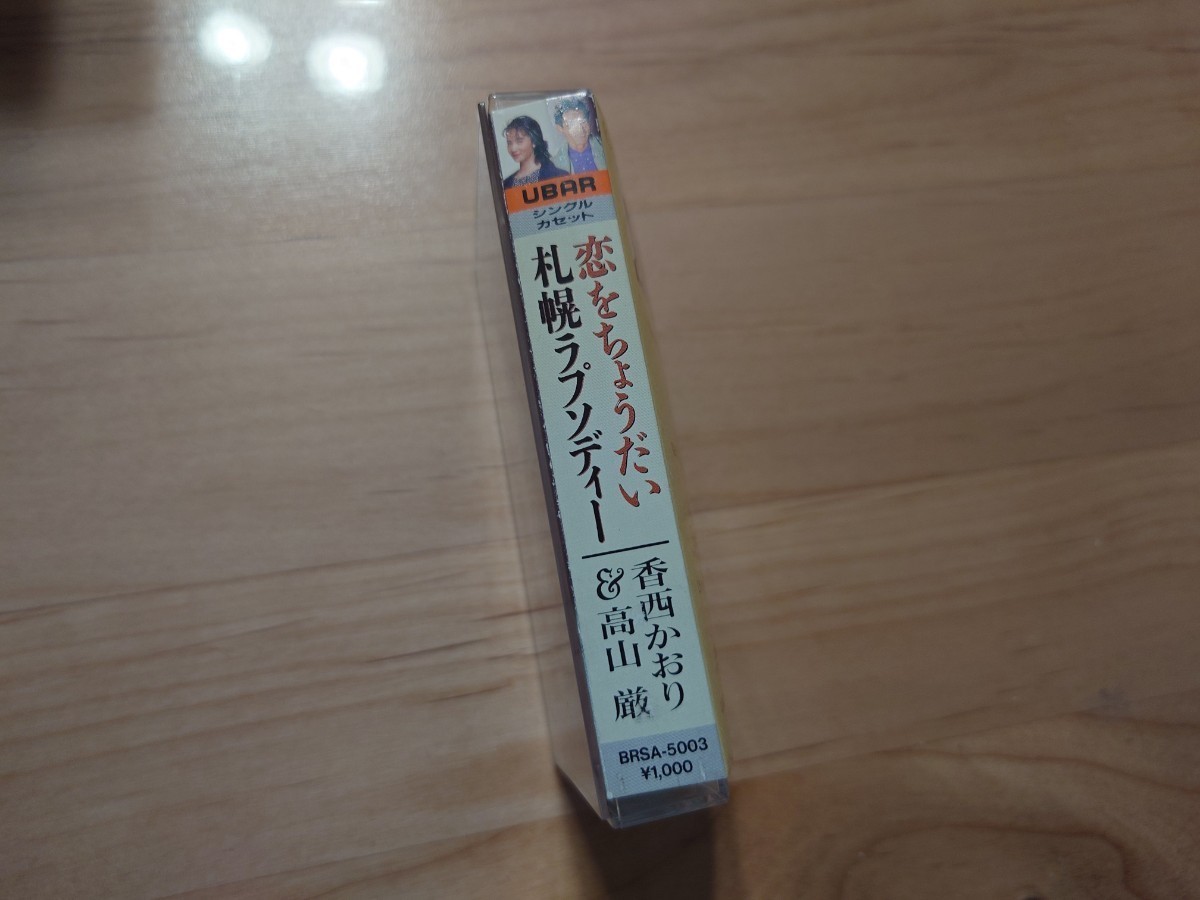 UBAR
シングル
カセット
恋をちょうだい
札幌ラプソディー
香西かおり
&高山 厳
BRSA-5003
¥1,000